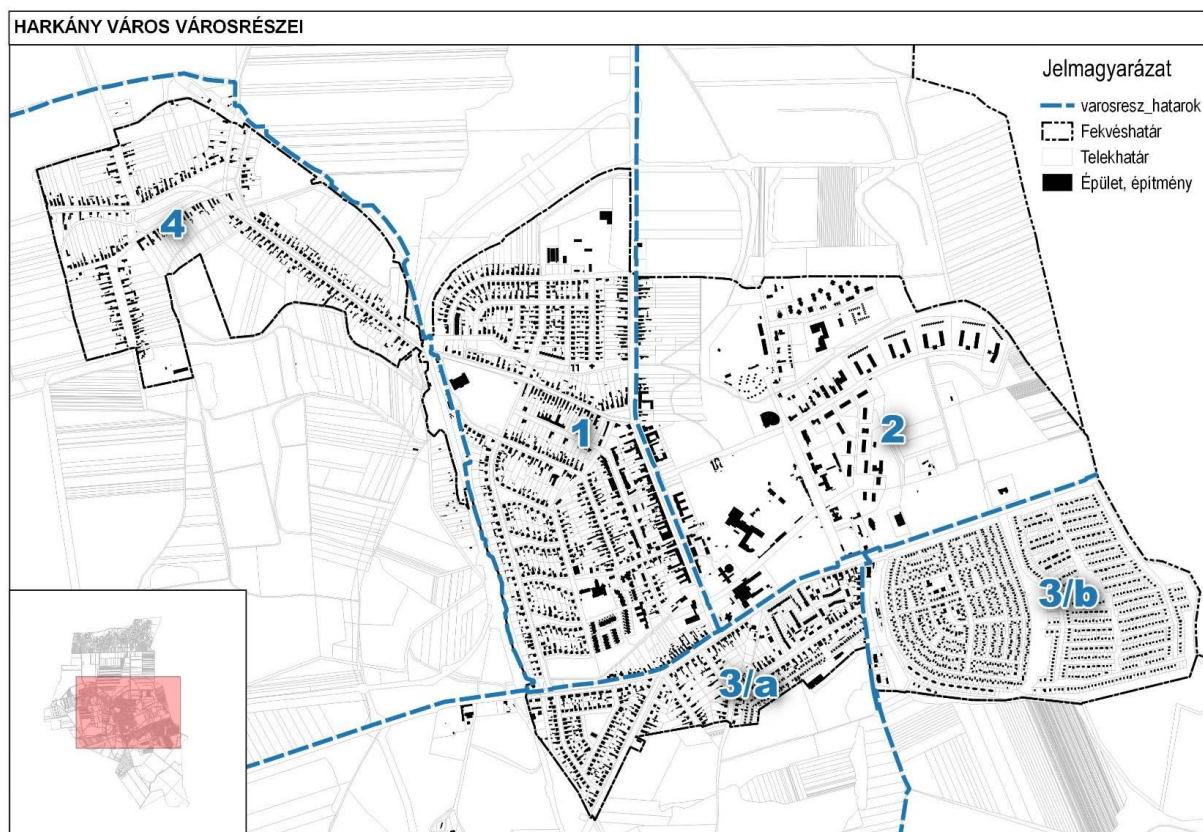 HARKÁNY VÁROS VÁROSRÉSZEI
Jelmagyarázat
varosresz_hatarok
Fekvéshatár
Telekhatár
Épület, építmény
4
1
2
3/b
3/a